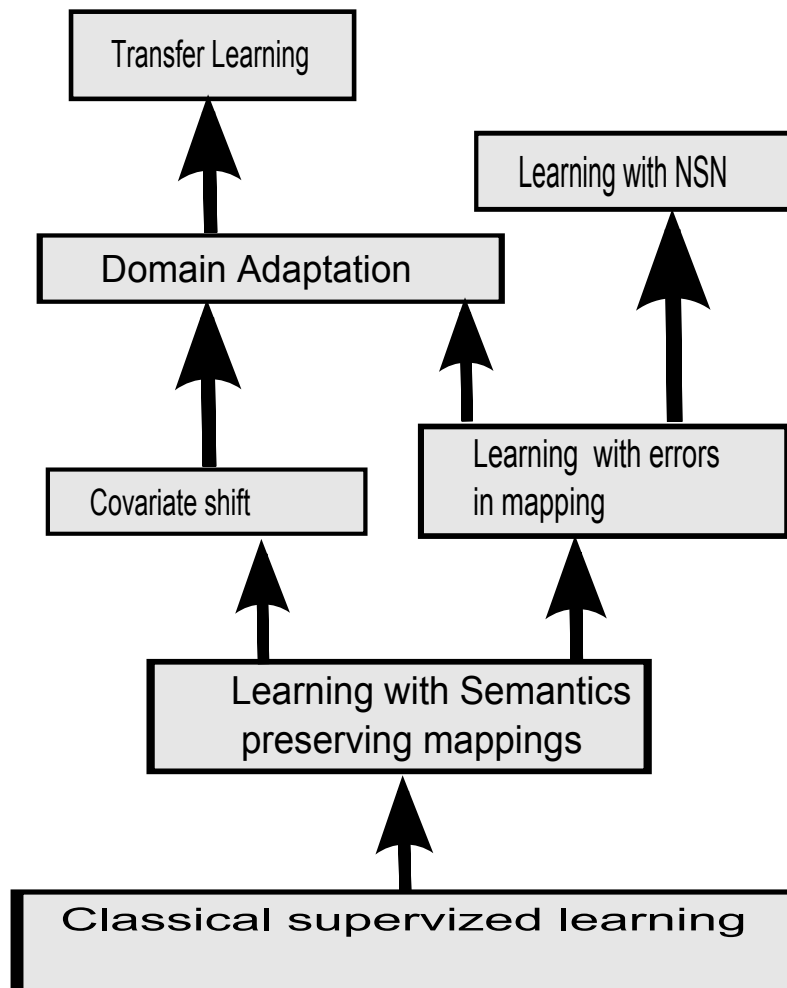 Transfer Learning
Learning with NSN
Domain Adaptation
Learning with errors
in mapping
Covariate shift
Learning with Semantics
preserving mappings
Classical supervized learning